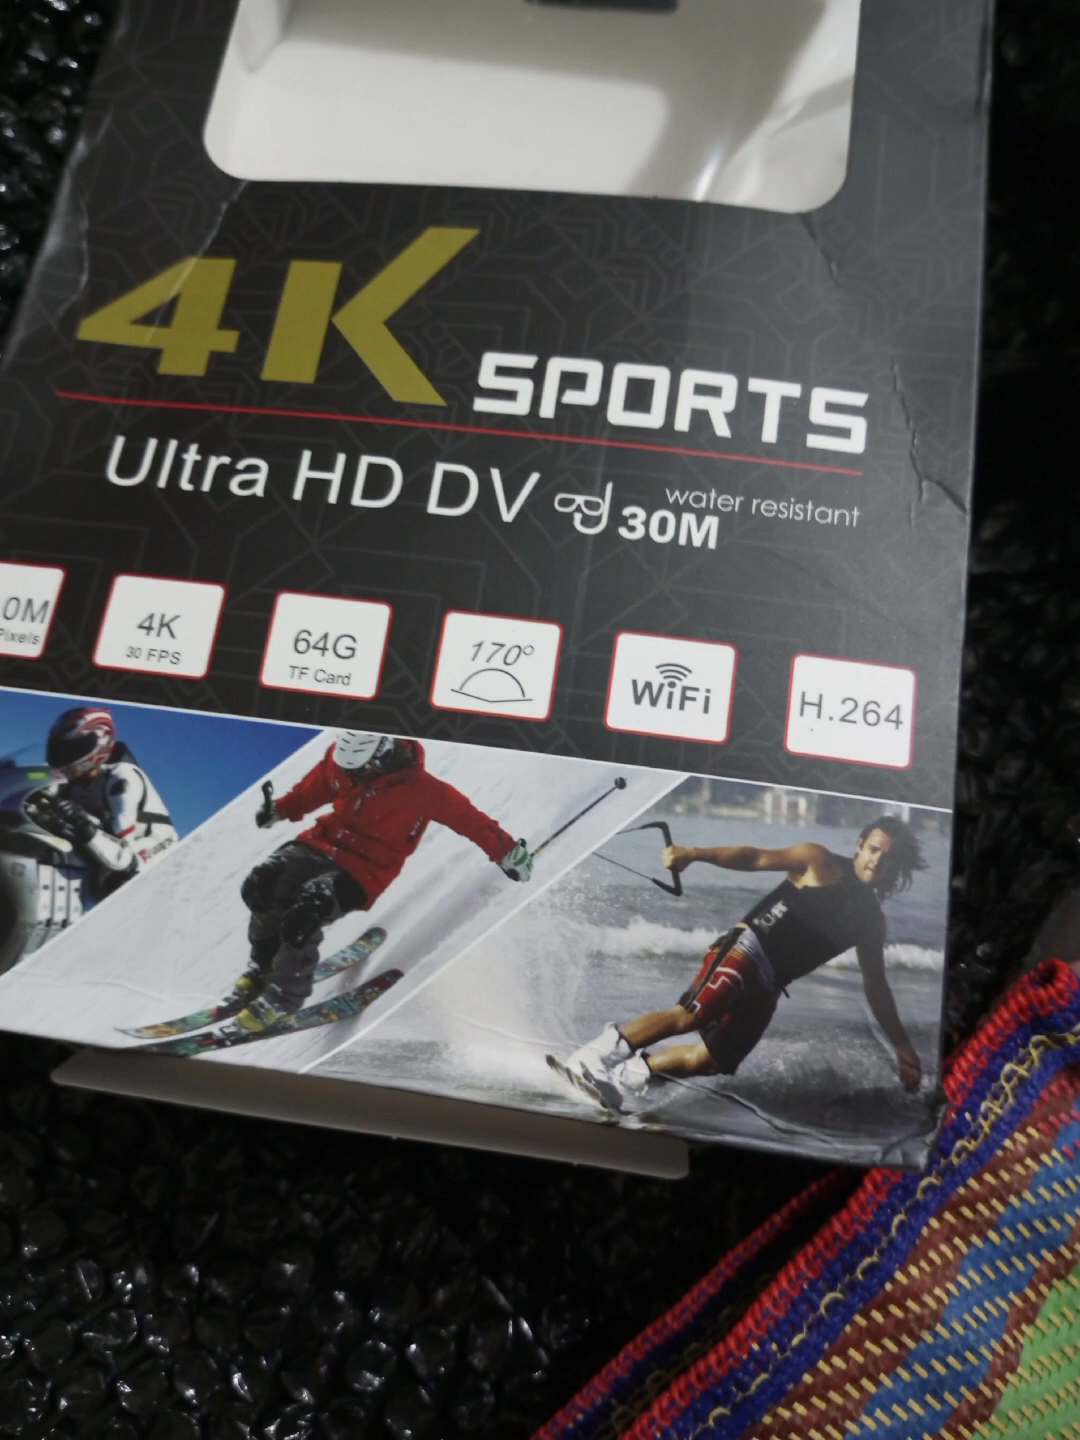 4K SPORTS
Ultra HD DV
water resistant
30M
0M
Pixels
4K
30 FPS
64G
TF Card
170°
WiFi
H.264